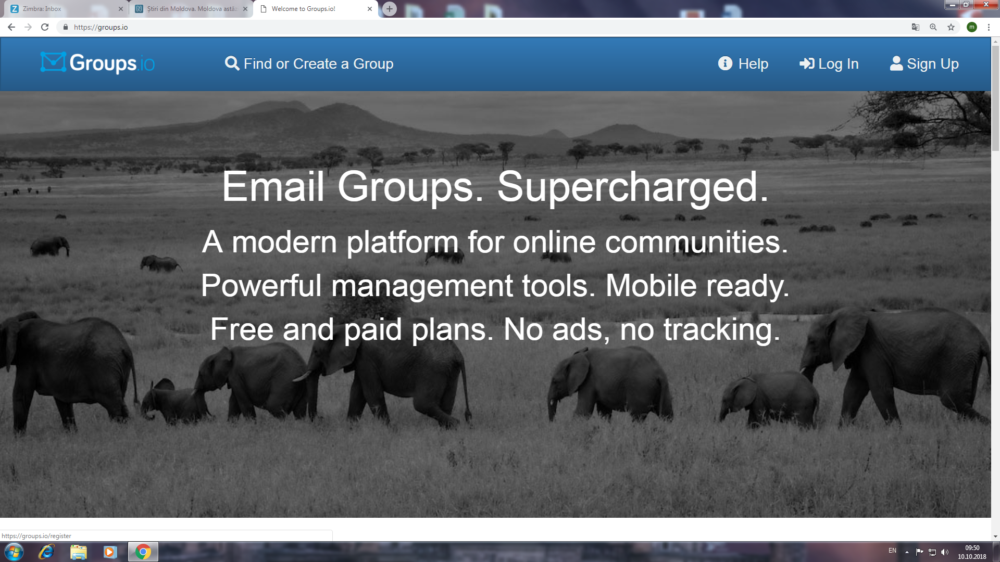 Zimbra: Inbox
Știri din Moldova. Moldova astăz
Welcome to Groups.io!
https://groups.io
m
Groups.io
Find or Create a Group
Help
Log In
Sign Up
Email Groups. Supercharged.
A modern platform for online communities.
Powerful management tools. Mobile ready.
Free and paid plans. No ads, no tracking.
https://groups.io/register
EN
09:50
10.10.2018